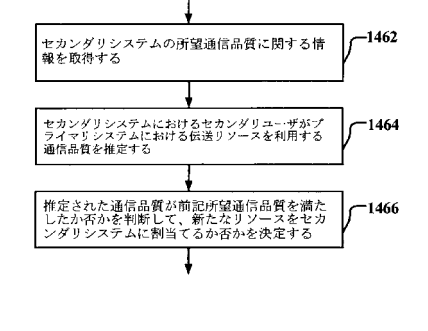 セカンダリシステムの所望通信品質に関する情
報を取得する
1462
セカンダリシステムにおけるセカンダリユーザがプ
ライマリシステムにおける伝送リソースを利用する
通信品質を推定する
1464
推定された通信品質が前記所望通信品質を満た
したか否かを判断して、新たなリソースをセカ
ンダリシステムに割当てるか否かを決定する
1466